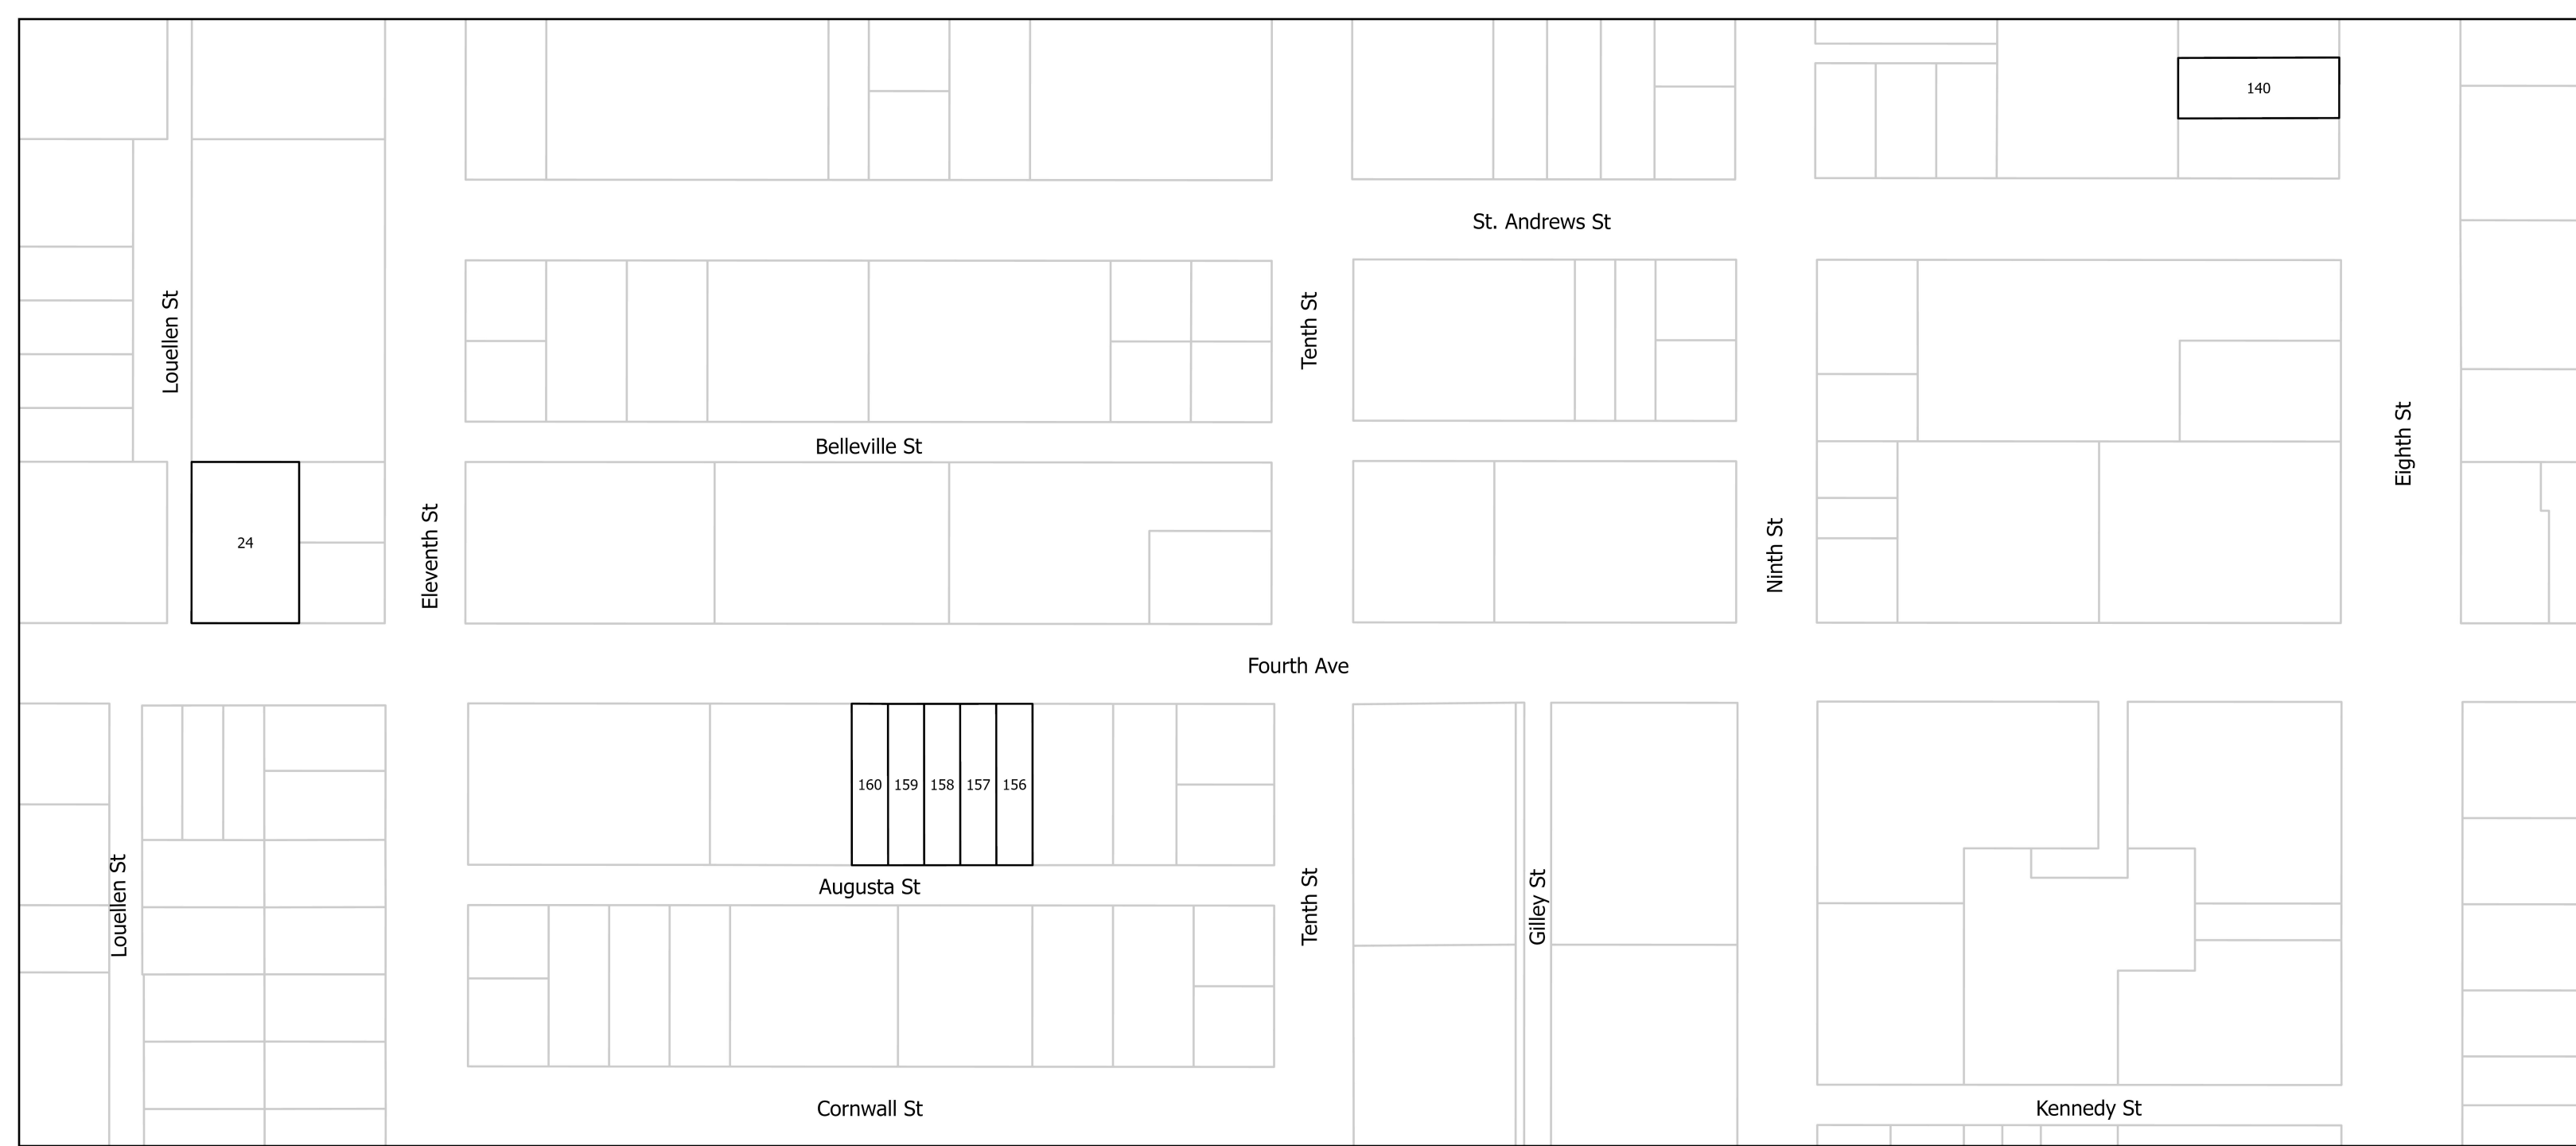 140
St. Andrews St
Louellen St
Tenth St
Belleville St
Eighth St
24
Eleventh St
Ninth St
Fourth Ave
160 159 158 157 156
Augusta St
Louellen St
Tenth St
Gilley St
Cornwall St
Kennedy St